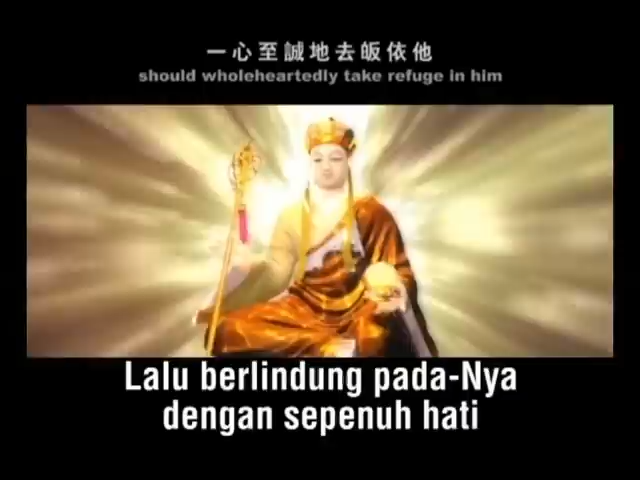 一心至誠地去皈依他
should wholeheartedly take refuge in him
Lalu berlindung pada-Nya
dengan sepenuh hati